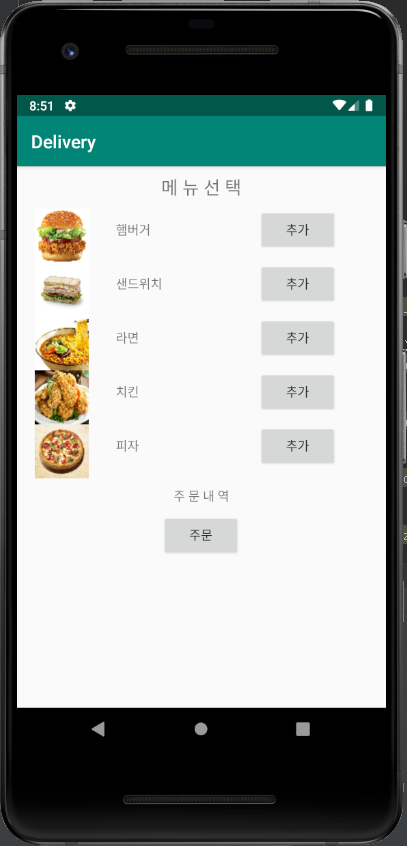 8:51
Delivery
메 뉴 선 택
햄버거 추가
샌드위치 추가
라면 추가
치킨 추가
피자 추가
주 문 내 역
주문